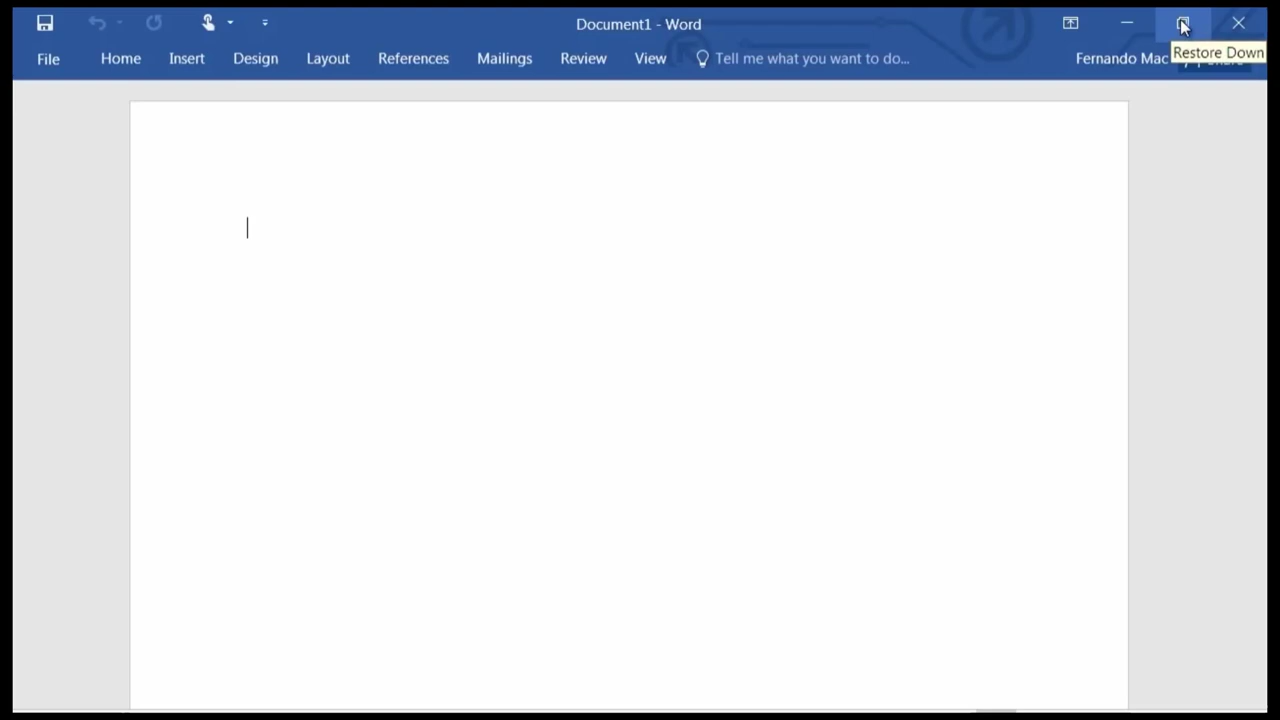 Document1 - Word
Restore Down
File Home Insert Design Layout References Mailings Review View Tell me what you want to do... Fernando Mac